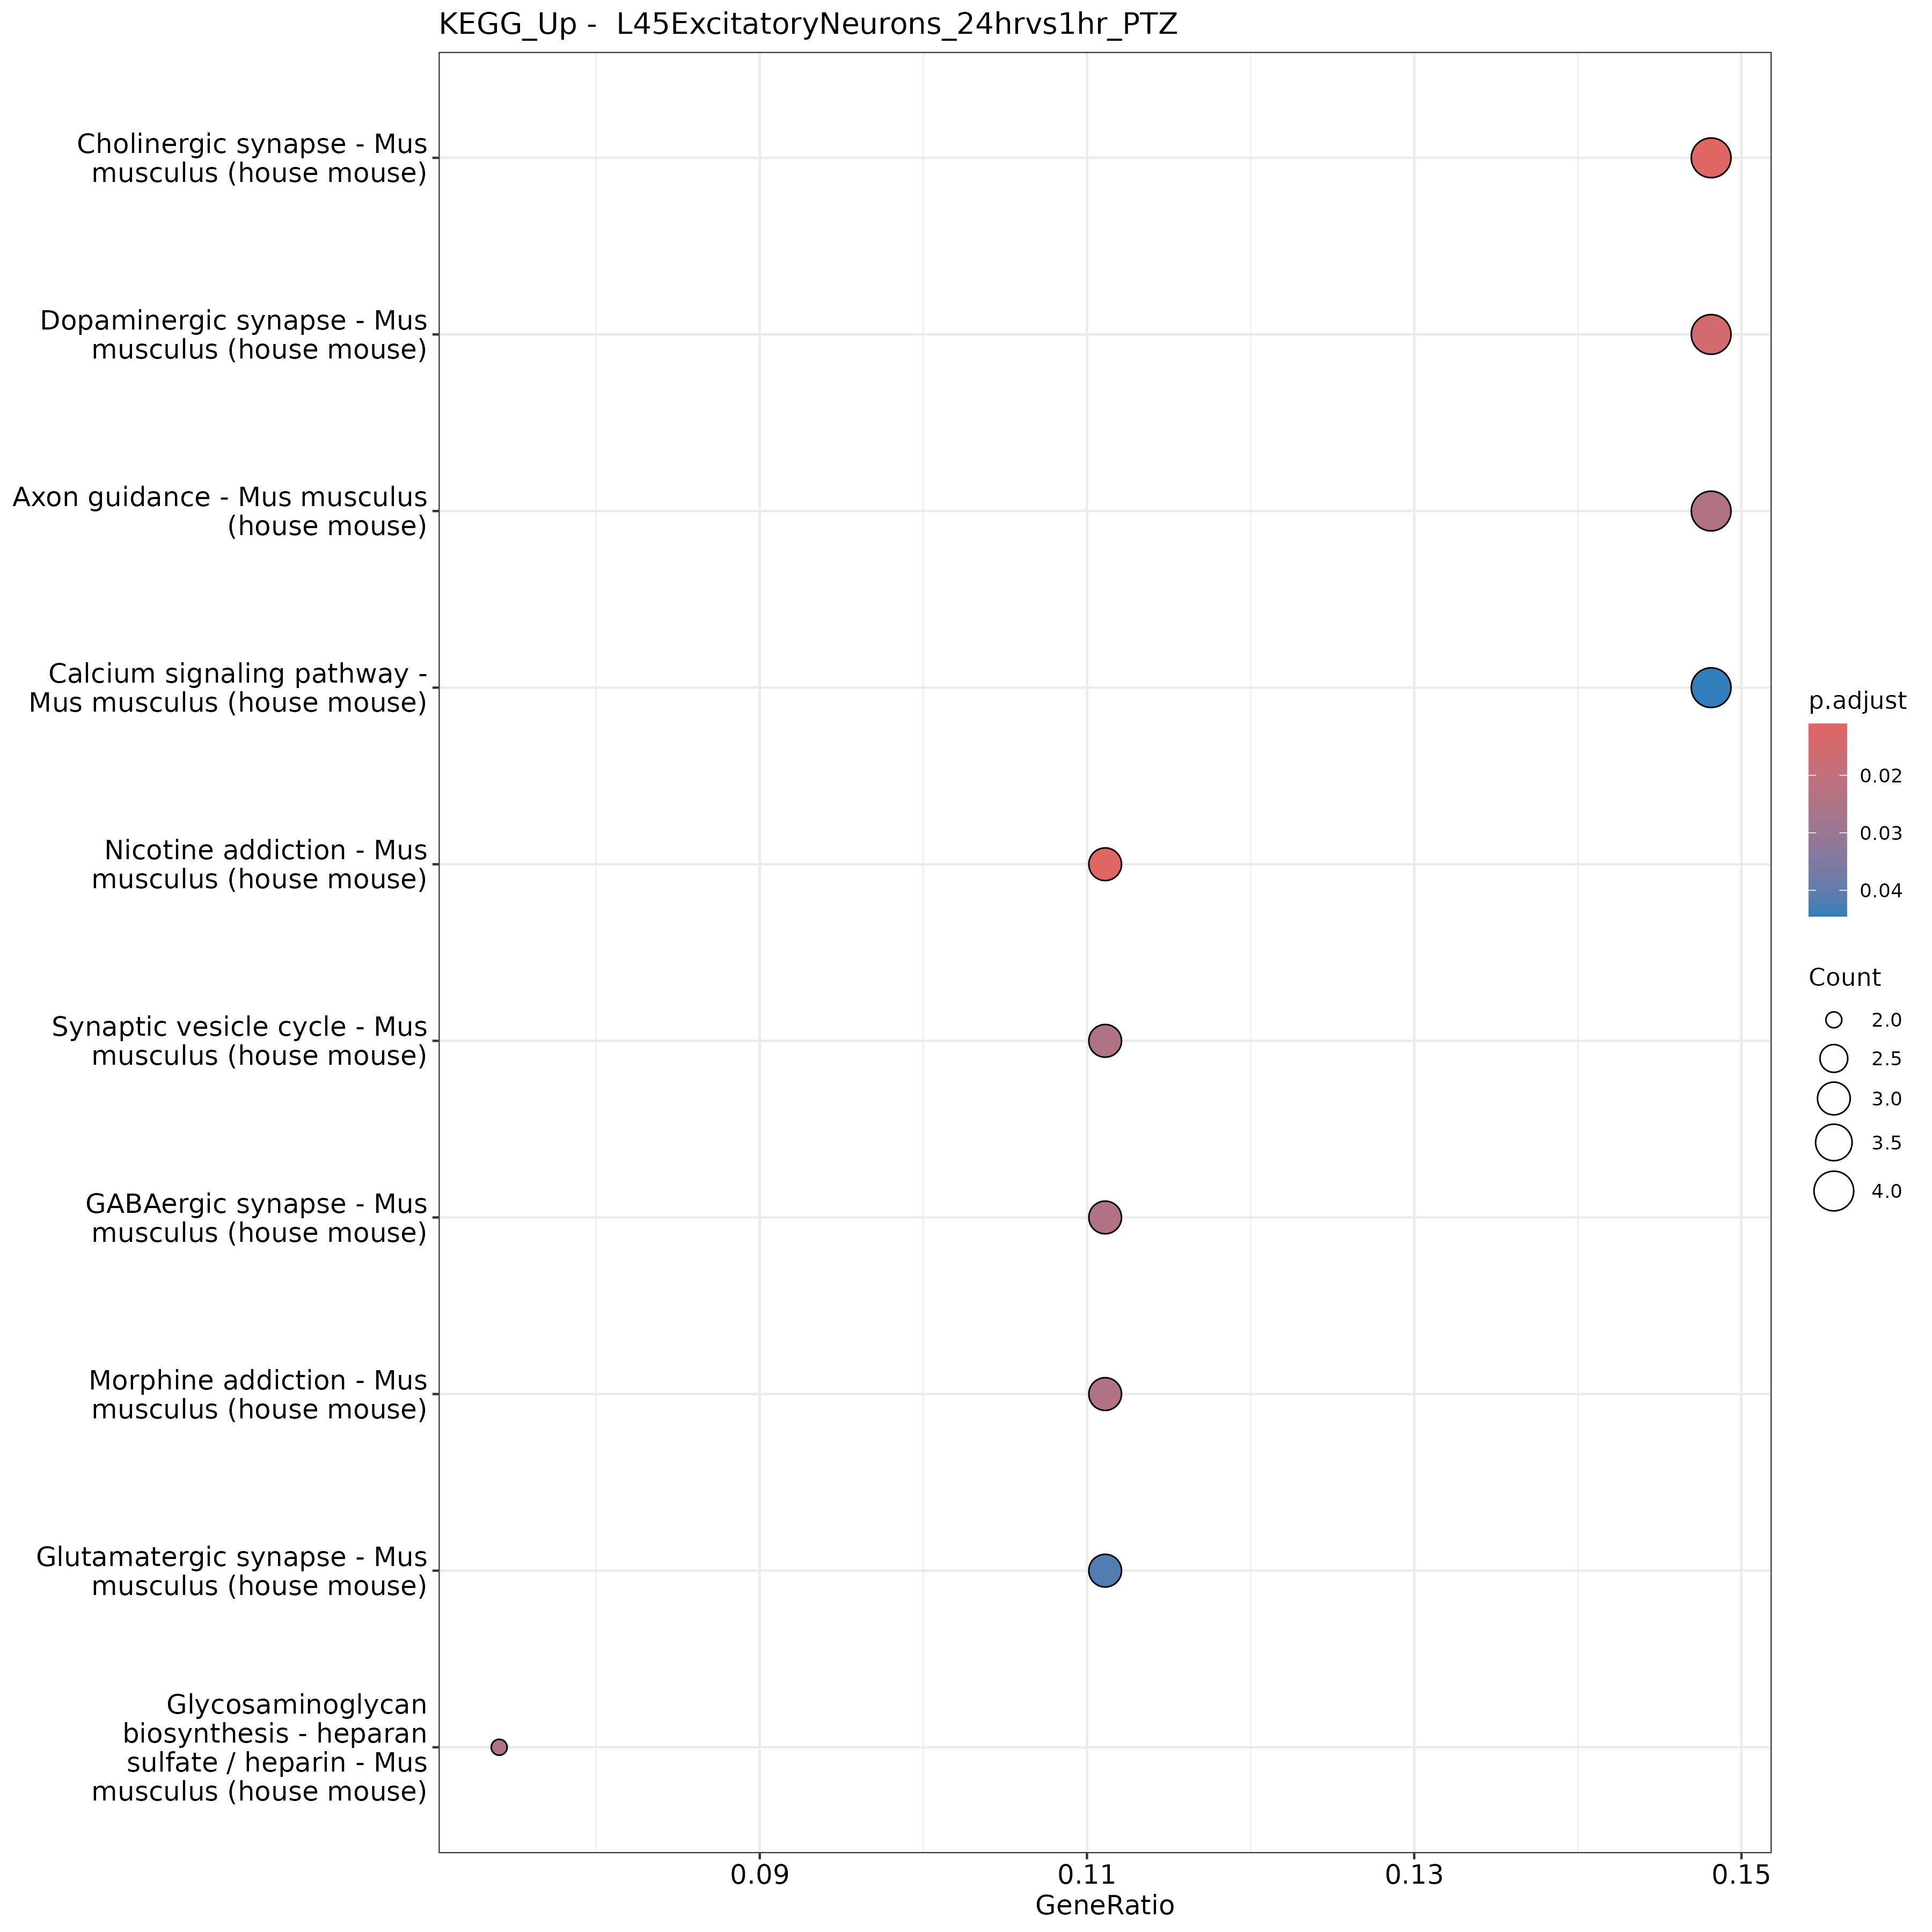 KEGG_Up -  L45ExcitatoryNeurons_24hrvs1hr_PTZ
Cholinergic synapse - Mus
musculus (house mouse)
Dopaminergic synapse - Mus
musculus (house mouse)
Axon guidance - Mus musculus
(house mouse)
Calcium signaling pathway -
Mus musculus (house mouse)
Nicotine addiction - Mus
musculus (house mouse)
Synaptic vesicle cycle - Mus
musculus (house mouse)
GABAergic synapse - Mus
musculus (house mouse)
Morphine addiction - Mus
musculus (house mouse)
Glutamatergic synapse - Mus
musculus (house mouse)
Glycosaminoglycan
biosynthesis - heparan
sulfate / heparin - Mus
musculus (house mouse)
0.09
0.11
0.13
0.15
GeneRatio
p.adjust
0.02
0.03
0.04
Count
2.0
2.5
3.0
3.5
4.0